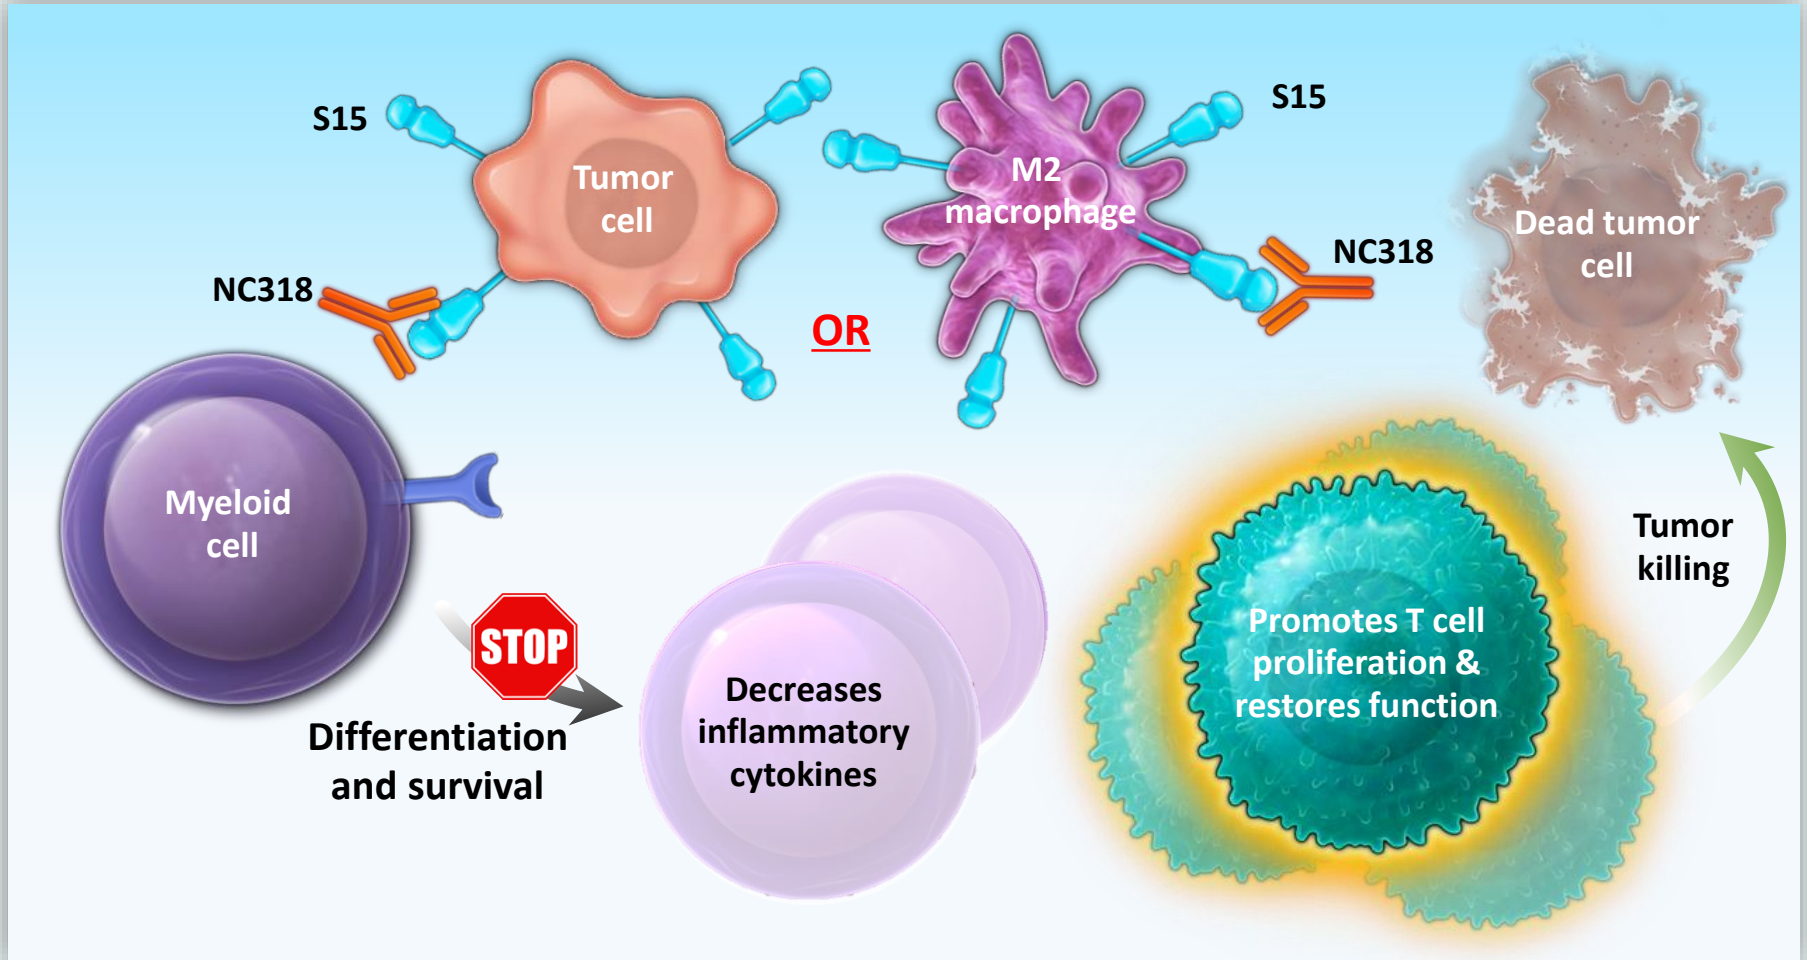 S15
Tumor
cell
NC318
OR
M2
macrophage
S15
NC318
Dead tumor
cell
Myeloid
cell
STOP
Differentiation
and survival
Decreases
inflammatory
cytokines
Promotes T cell
proliferation &
restores function
Tumor
killing